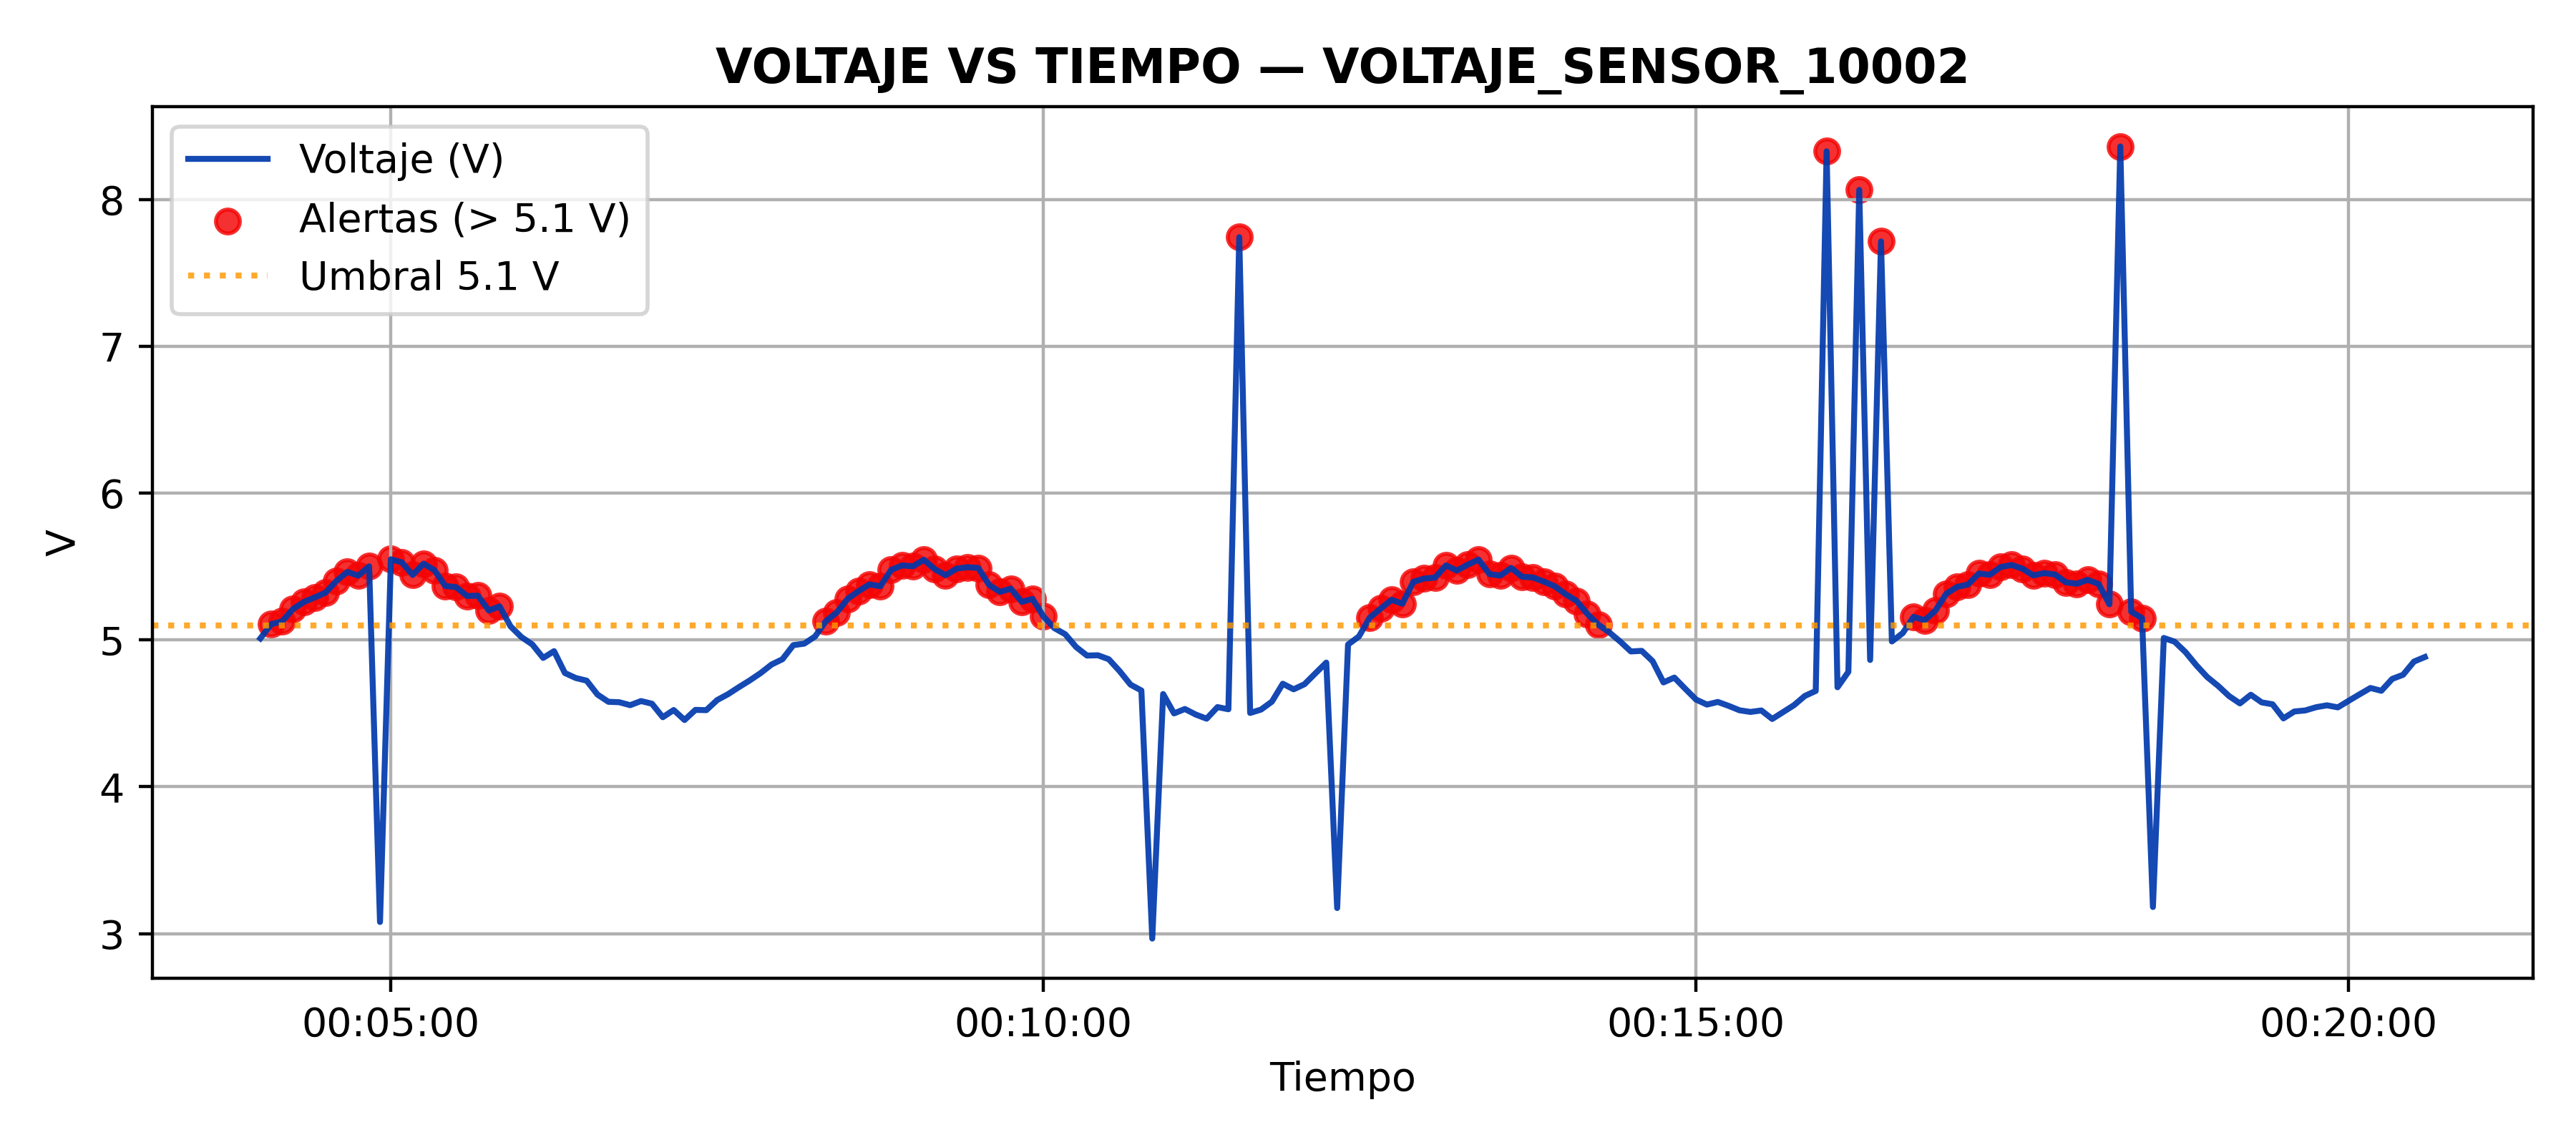 VOLTAJE VS TIEMPO — VOLTAJE_SENSOR_10002
Voltaje (V)
Alertas (> 5.1 V)
Umbral 5.1 V
8
7
6
5
4
3
V
00:05:00
00:10:00
00:15:00
00:20:00
Tiempo